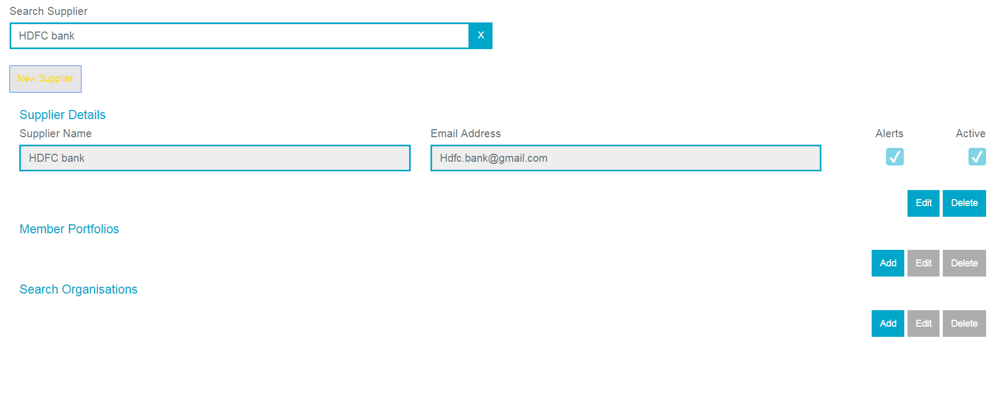 Search Supplier
HDFC bank X
New Supplier
Supplier Details
Supplier Name Email Address Alerts Active
HDFC bank Hdfc.bank@gmail.com
Edit Delete
Member Portfolios
Add Edit Delete
Search Organisations
Add Edit Delete